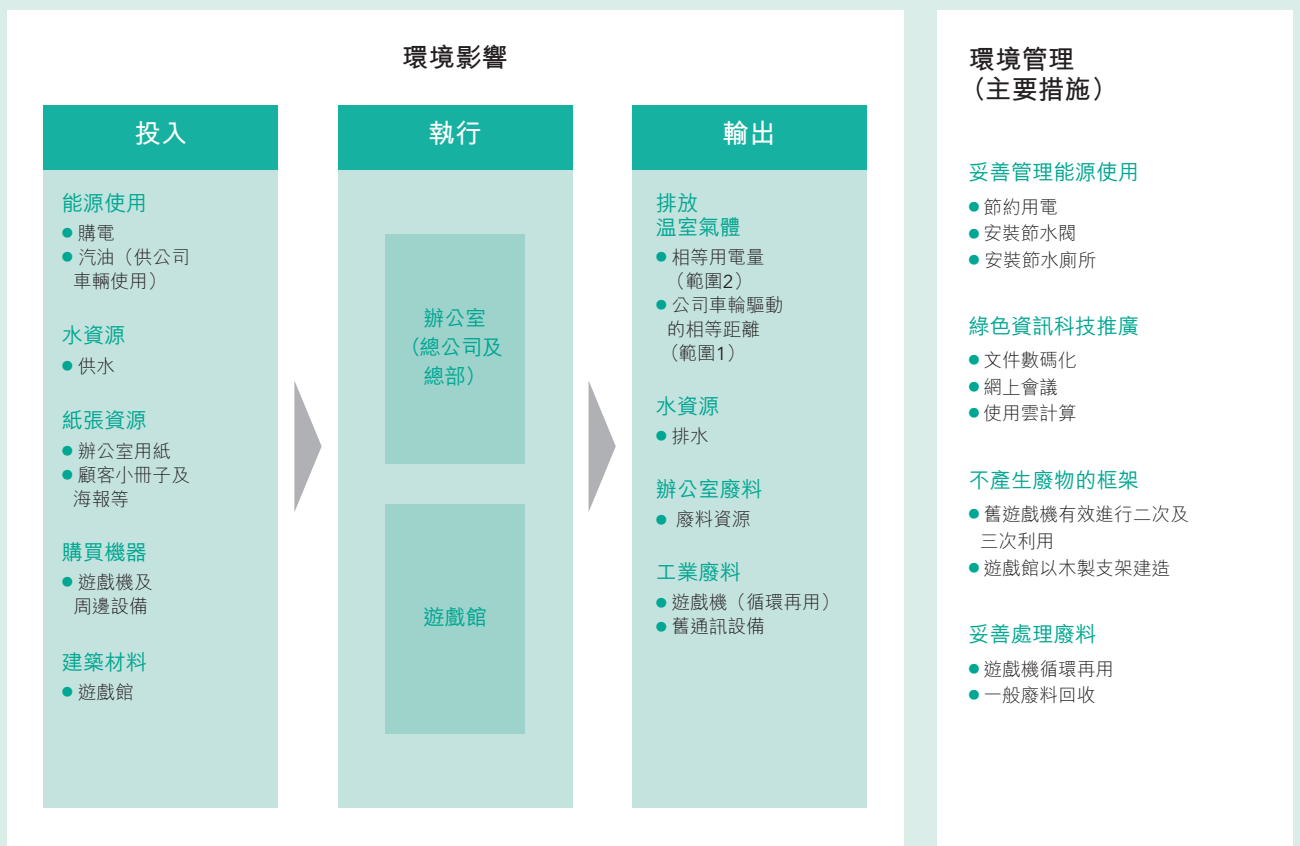 環境影響
投入
能源使用
● 購電
● 汽油（供公司
車輛使用）
水資源
● 供水
紙張資源
● 辦公室用紙
● 顧客小冊子及
海報等
購買機器
● 遊戲機及
周邊設備
建築材料
● 遊戲館
執行
辦公室
（總公司及
總部）
遊戲館
輸出
排放
温室氣體
● 相等用電量
（範圍2）
● 公司車輪驅動
的相等距離
（範圍1）
水資源
● 排水
辦公室廢料
● 廢料資源
工業廢料
● 遊戲機（循環再用）
● 舊通訊設備
環境管理
（主要措施）
妥善管理能源使用
● 節約用電
● 安裝節水閥
● 安裝節水廁所
綠色資訊科技推廣
● 文件數碼化
● 網上會議
● 使用雲計算
不產生廢物的框架
● 舊遊戲機有效進行二次及
三次利用
● 遊戲館以木製支架建造
妥善處理廢料
● 遊戲機循環再用
● 一般廢料回收